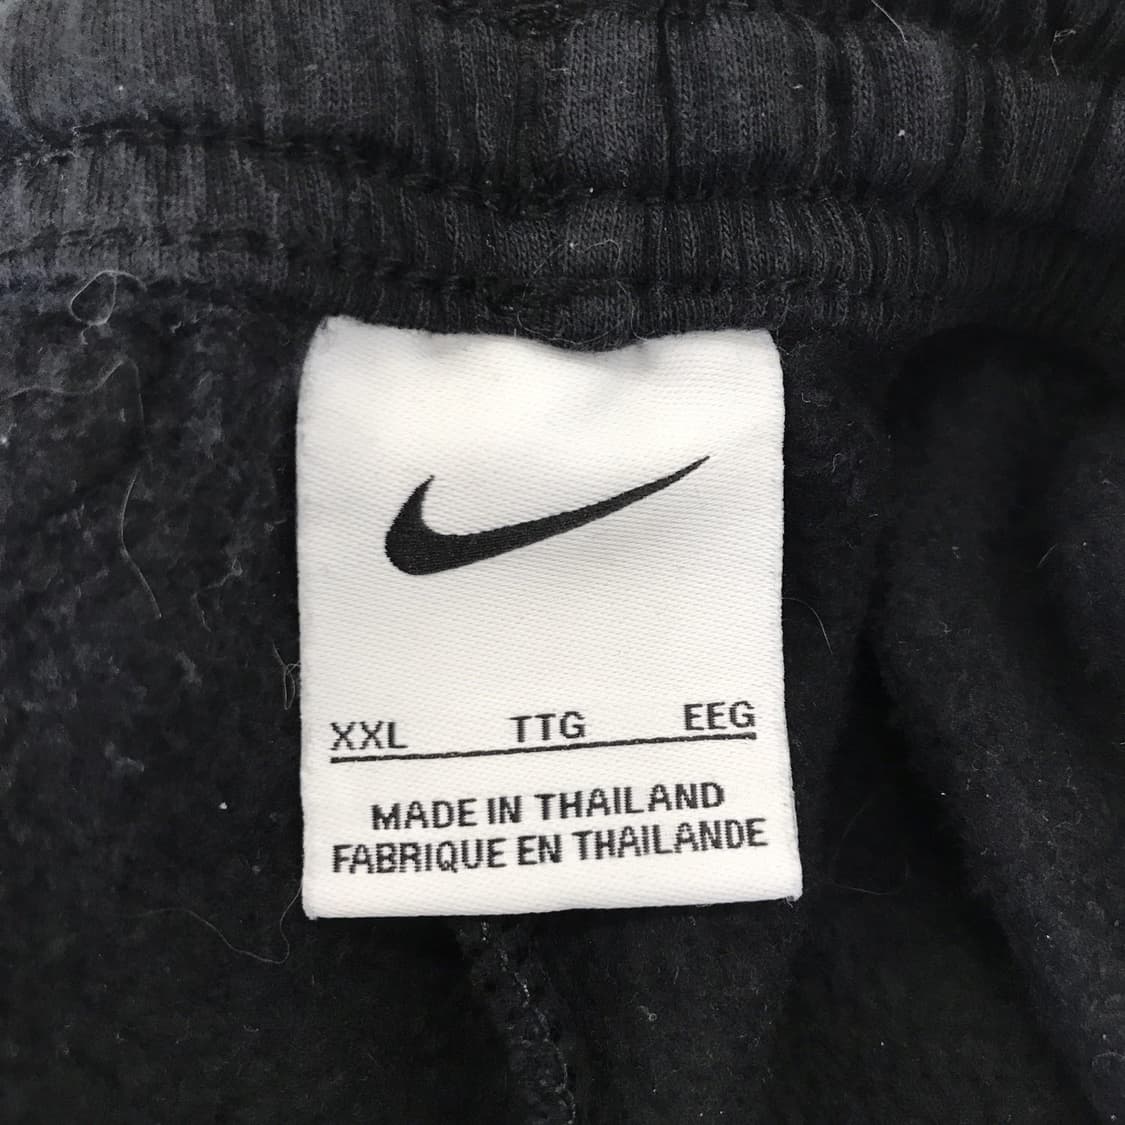 XXL TTG EEG
MADE IN THAILAND
FABRIQUE EN THAILANDE